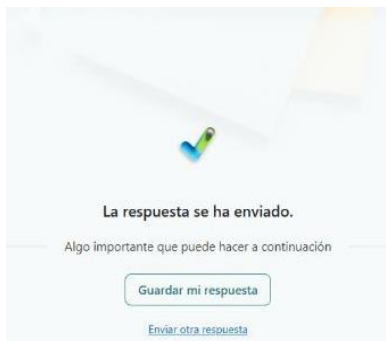 La respuesta se ha enviado.
Algo importante que puede hacer a continuación
Guardar mi respuesta
Enviar otra respuesta